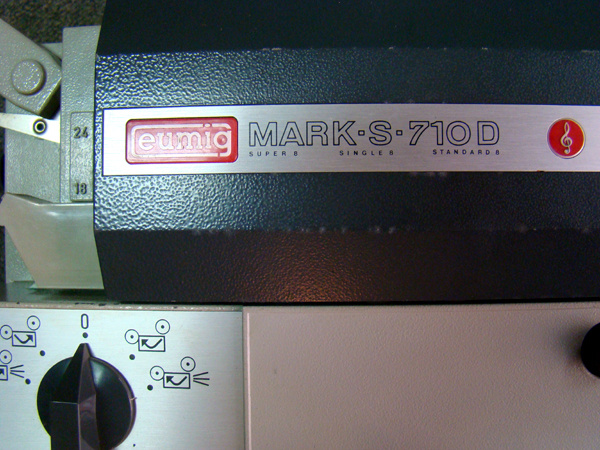 eumig MARK·S·710D
SUPER 8 SINGLE 8 STANDARD 8
24
18
0